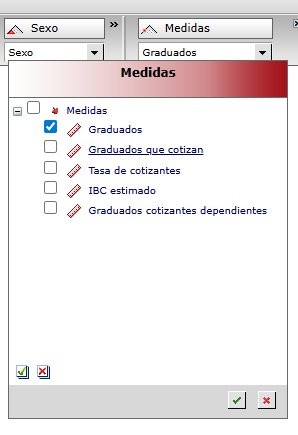 Sexo
Medidas
Sexo
Graduados
Medidas
Medidas
Graduados
Graduados que cotizan
Tasa de cotizantes
IBC estimado
Graduados cotizantes dependientes